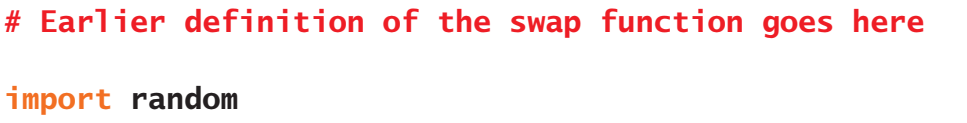 # Earlier definition of the swap function goes here
import random